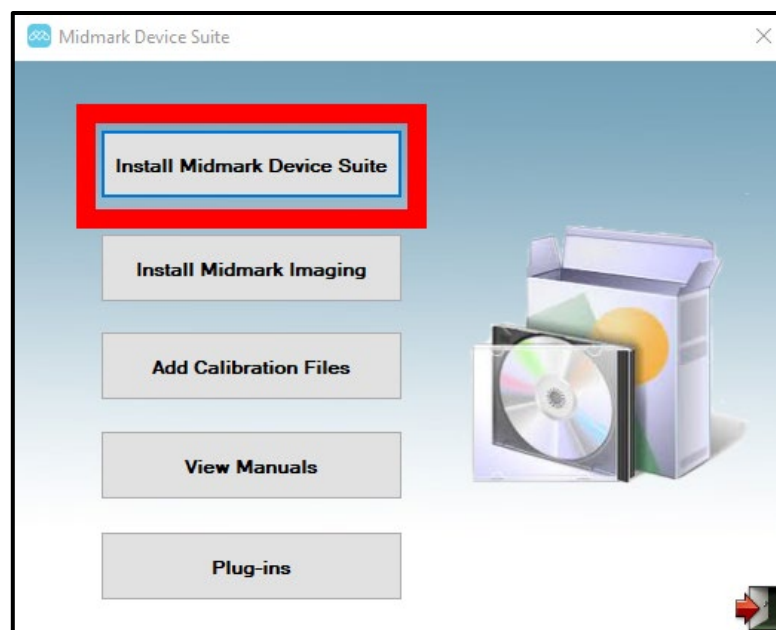 Midmark Device Suite
Install Midmark Device Suite
Install Midmark Imaging
Add Calibration Files
View Manuals
Plug-ins